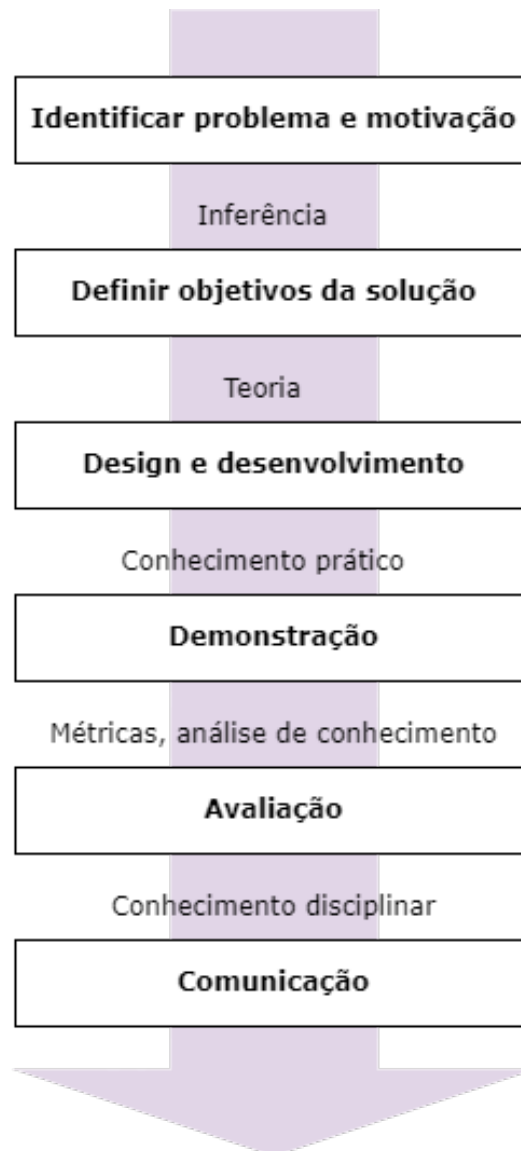 Identificar problema e motivação
Inferência
Definir objetivos da solução
Teoria
Design e desenvolvimento
Conhecimento prático
Demonstração
Métricas, análise de conhecimento
Avaliação
Conhecimento disciplinar
Comunicação